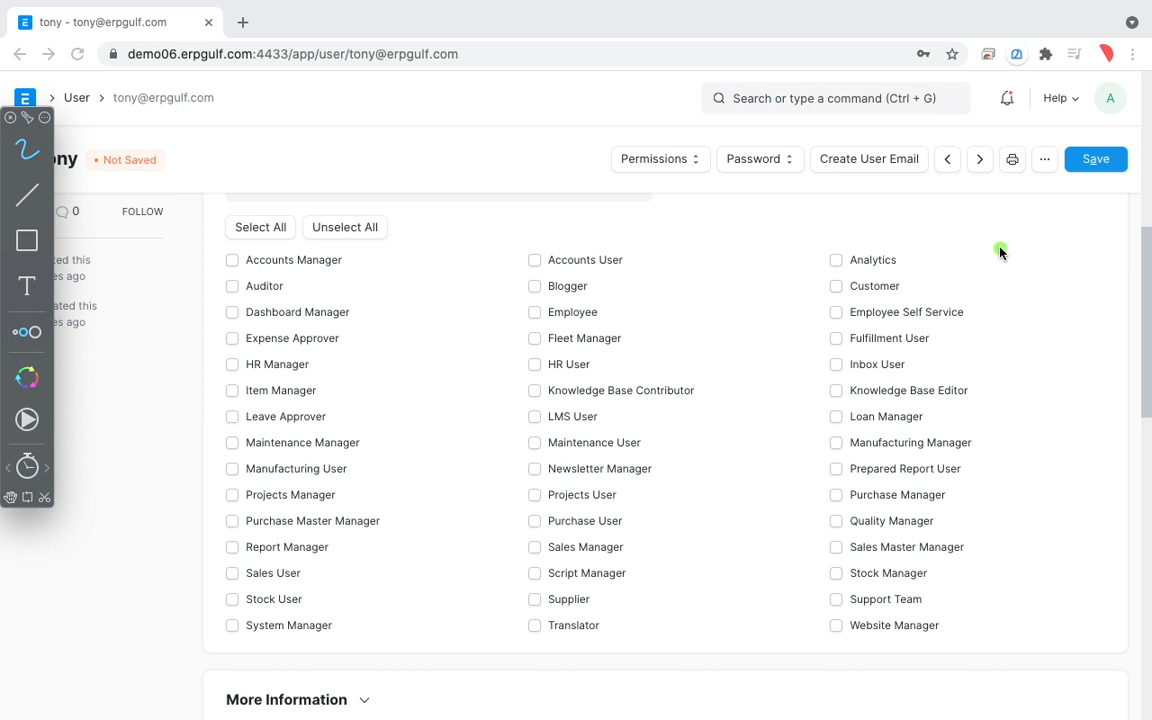 tony - tony@erpgulf.com
demo06.erpgulf.com:4433/app/user/tony@erpgulf.com
E > User > tony@erpgulf.com Search or type a command (Ctrl + G) Help A
ony • Not Saved Permissions Password Create User Email ... Save
0 FOLLOW
ted this
es ago
ated this
es ago
T
Select All Unselect All
Accounts Manager Accounts User Analytics
Auditor Blogger Customer
Dashboard Manager Employee Employee Self Service
Expense Approver Fleet Manager Fulfillment User
HR Manager HR User Inbox User
Item Manager Knowledge Base Contributor Knowledge Base Editor
Leave Approver LMS User Loan Manager
Maintenance Manager Maintenance User Manufacturing Manager
Manufacturing User Newsletter Manager Prepared Report User
Projects Manager Projects User Purchase Manager
Purchase Master Manager Purchase User Quality Manager
Report Manager Sales Manager Sales Master Manager
Sales User Script Manager Stock Manager
Stock User Supplier Support Team
System Manager Translator Website Manager
More Information